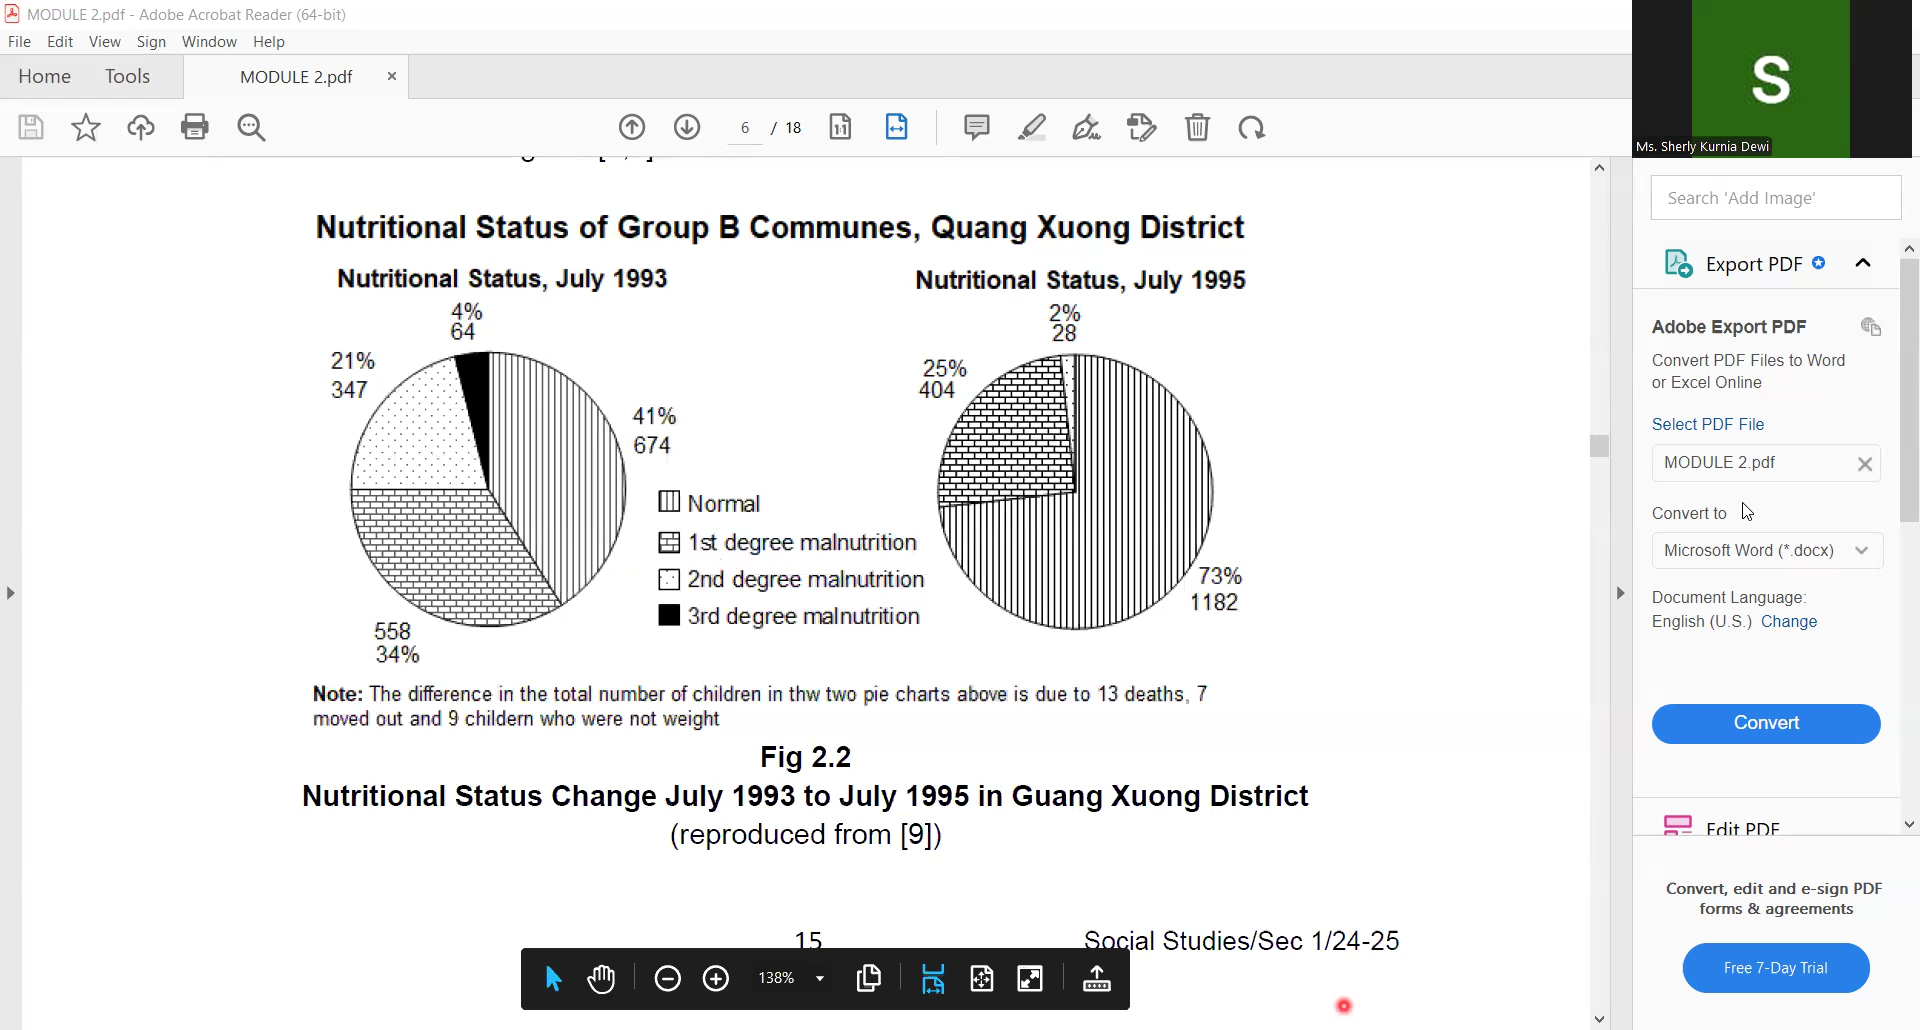 MODULE 2.pdf - Adobe Acrobat Reader (64-bit)
File Edit View Sign Window Help
Home Tools MODULE 2.pdf ×
6 / 18
S
Ms. Sherly Kurnia Dewi
Nutritional Status of Group B Communes, Quang Xuong District
Nutritional Status, July 1993
4%
64
21%
347
41%
674
558
34%
Normal
1st degree malnutrition
2nd degree malnutrition
3rd degree malnutrition
Nutritional Status, July 1995
2%
28
25%
404
73%
1182
Note: The difference in the total number of children in thw two pie charts above is due to 13 deaths, 7
moved out and 9 childern who were not weight
Fig 2.2
Nutritional Status Change July 1993 to July 1995 in Guang Xuong District
(reproduced from [9])
15
Social Studies/Sec 1/24-25
138%
Search 'Add Image'
Export PDF
Adobe Export PDF
Convert PDF Files to Word
or Excel Online
Select PDF File
MODULE 2.pdf
Convert to
Microsoft Word (*.docx)
Document Language:
English (U.S.) Change
Convert
Edit PDF
Convert, edit and e-sign PDF
forms & agreements
Free 7-Day Trial